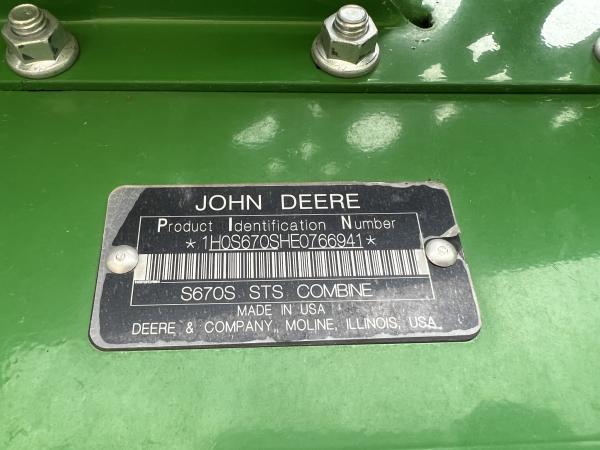 JOHN DEERE
Product Identification Number
*1H0S670SHE0766941*
S670S STS COMBINE
MADE IN USA
DEERE & COMPANY, MOLINE, ILLINOIS, USA